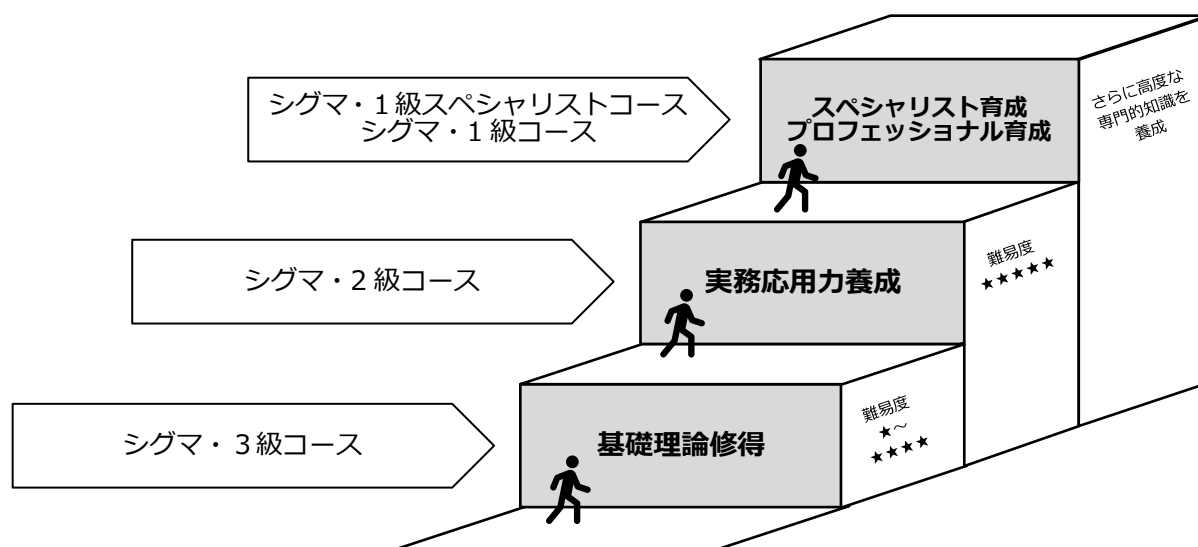 シグマ・１級スペシャリストコース
シグマ・１級コース
スペシャリスト育成
プロフェッショナル育成
さらに高度な
専門的知識を
養成
シグマ・２級コース
実務応用力養成
難易度
★★★★★
シグマ・３級コース
基礎理論修得
難易度
★～
★★★★